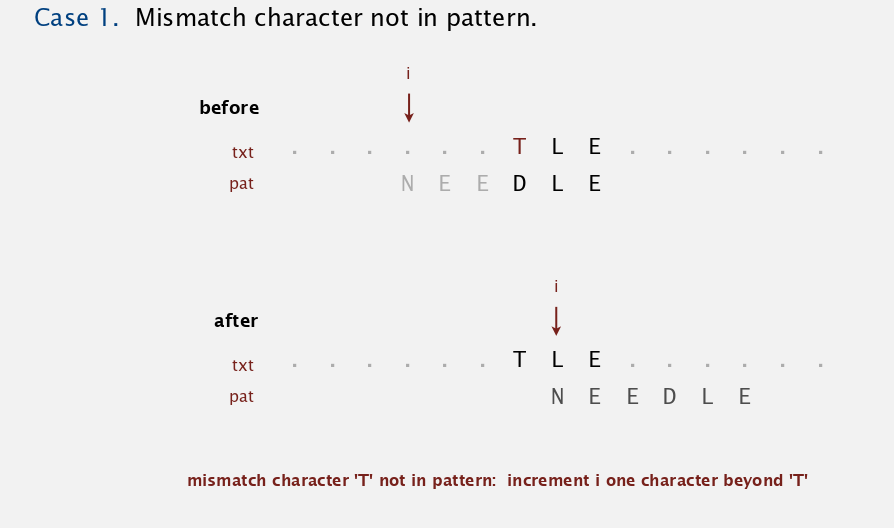 Case 1. Mismatch character not in pattern.
i
before
txt . . . . . . T L E . . . . . .
pat N E E D L E
i
after
txt . . . . . . T L E . . . . . .
pat N E E D L E
mismatch character 'T' not in pattern: increment i one character beyond 'T'